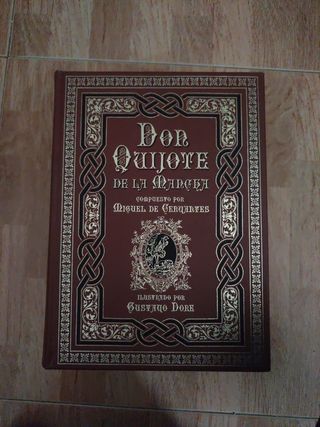 Don
Quijote
de la Mancha
compuesto por
Miguel de Cervantes
ilustrado por
Gustavo Doré